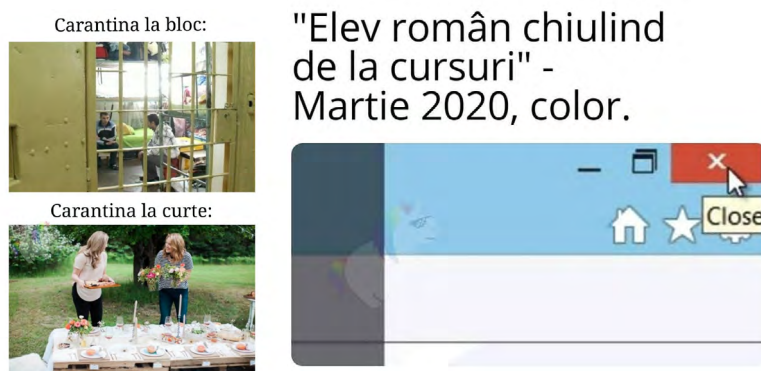 Carantina la bloc:
Carantina la curte:
"Elev român chiulind
de la cursuri" -
Martie 2020, color.
Close